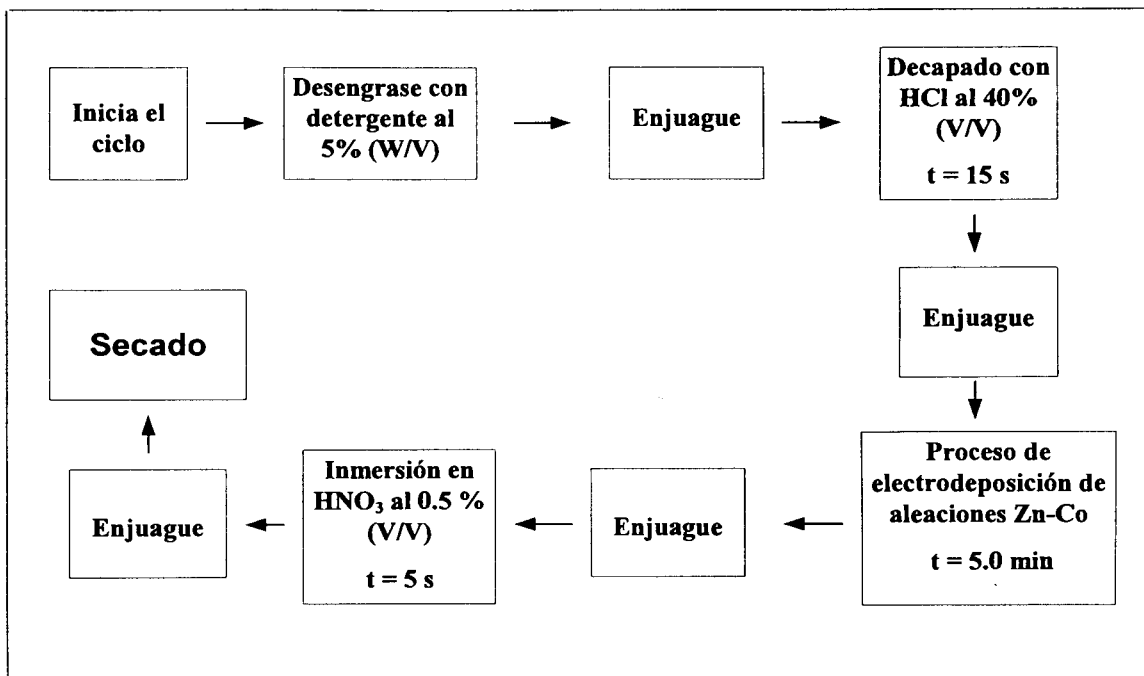 Inicia el
ciclo
Desengrase con
detergente al
5% (W/V)
Enjuague
Decapado con
HCl al 40%
(V/V)
t = 15 s
Enjuague
Proceso de
electrodeposición de
aleaciones Zn-Co
t = 5.0 min
Enjuague
Inmersión en
HNO₃ al 0.5 %
(V/V)
t = 5 s
Enjuague
Secado